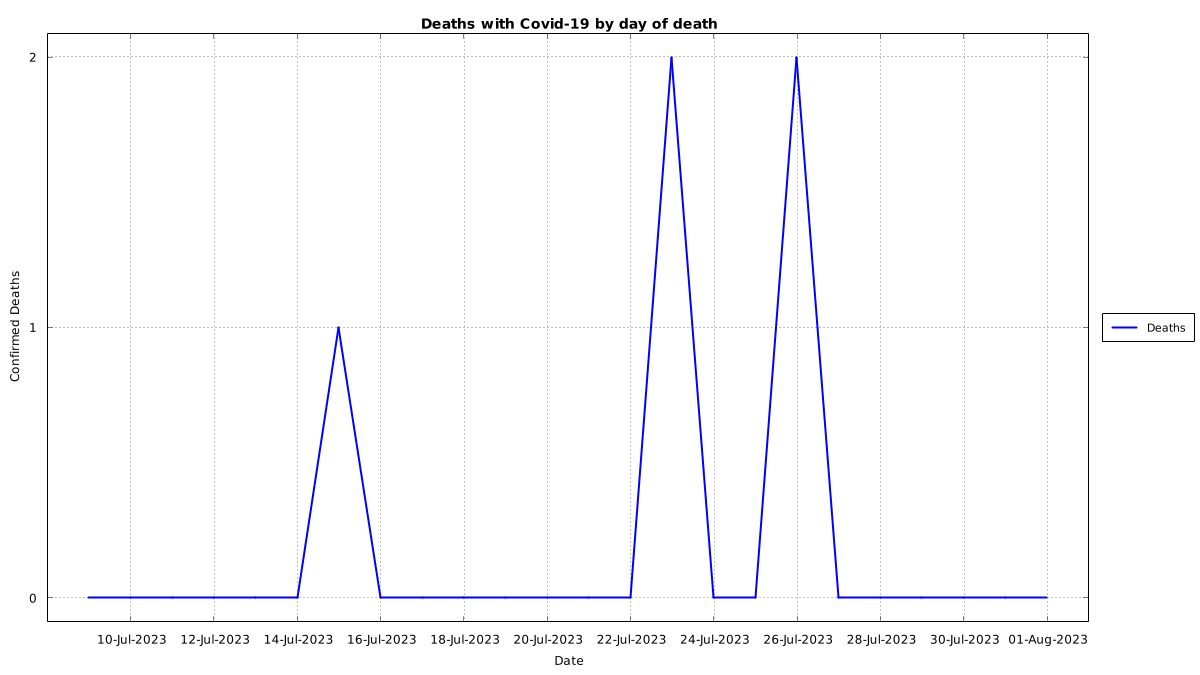 Deaths with Covid-19 by day of death
2
1
0
Confirmed Deaths
Deaths
10-Jul-2023 12-Jul-2023 14-Jul-2023 16-Jul-2023 18-Jul-2023 20-Jul-2023 22-Jul-2023 24-Jul-2023 26-Jul-2023 28-Jul-2023 30-Jul-2023 01-Aug-2023
Date